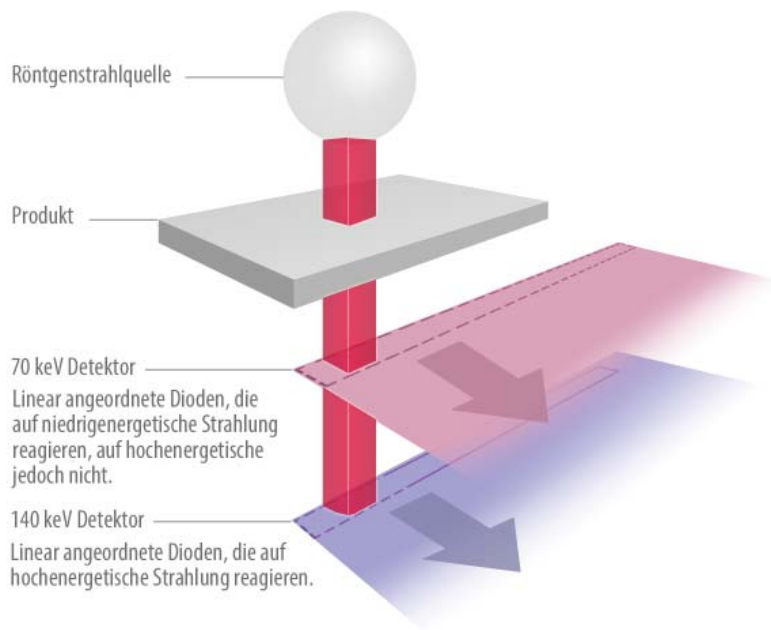 Röntgenstrahlquelle
Produkt
70 keV Detektor
Linear angeordnete Dioden, die
auf niedrigenergetische Strahlung
reagieren, auf hochenergetische
jedoch nicht.
140 keV Detektor
Linear angeordnete Dioden, die auf
hochenergetische Strahlung reagieren.